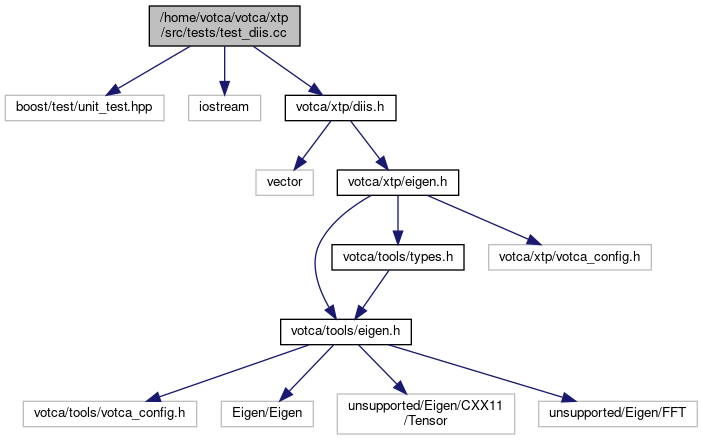 /home/votca/votca/xtp
/src/tests/test_diis.cc
boost/test/unit_test.hpp
iostream
votca/xtp/diis.h
vector
votca/xtp/eigen.h
votca/tools/types.h
votca/xtp/votca_config.h
votca/tools/eigen.h
votca/tools/votca_config.h
Eigen/Eigen
unsupported/Eigen/CXX11
/Tensor
unsupported/Eigen/FFT